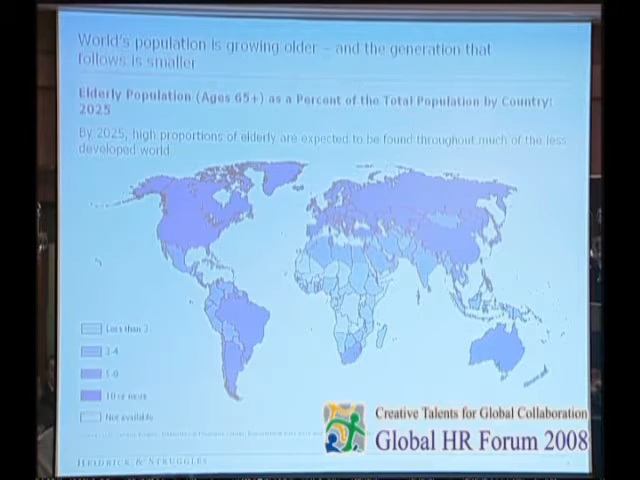 World's population is growing older – and the generation that
follows is smaller
Elderly Population (Ages 65+) as a Percent of the Total Population by Country:
2025
By 2025, high proportions of elderly are expected to be found throughout much of the less
developed world.
Less than 3
3-4
5-9
10 or more
Not available
Creative Talents for Global Collaboration
Global HR Forum 2008
HEIDRICK & STRUGGLES